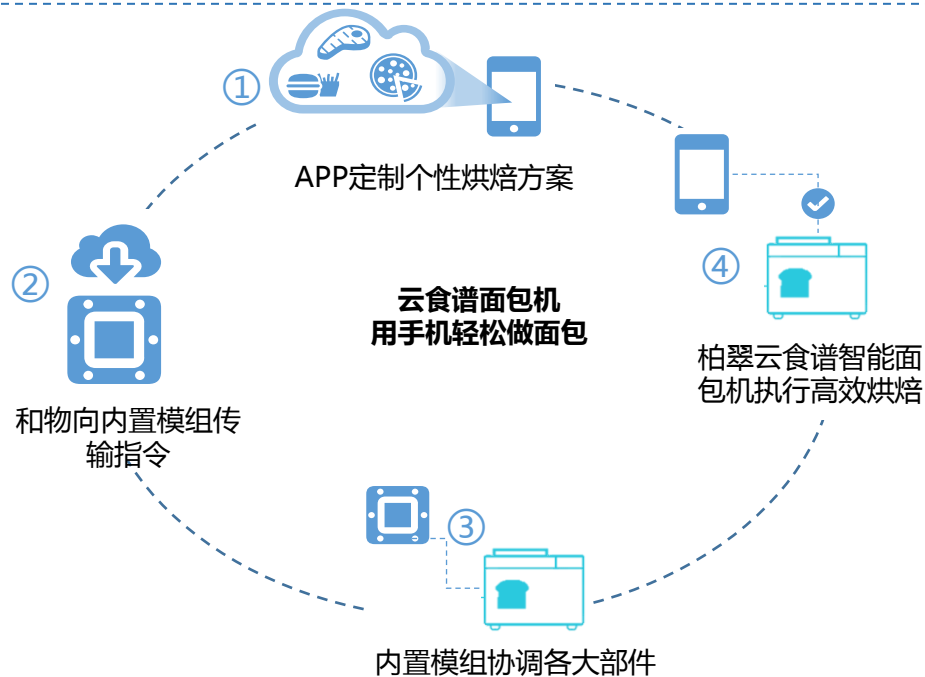 ①
APP定制个性烘焙方案
②
和物向内置模组传
输指令
云食谱面包机
用手机轻松做面包
④
柏翠云食谱智能面
包机执行高效烘焙
③
内置模组协调各大部件